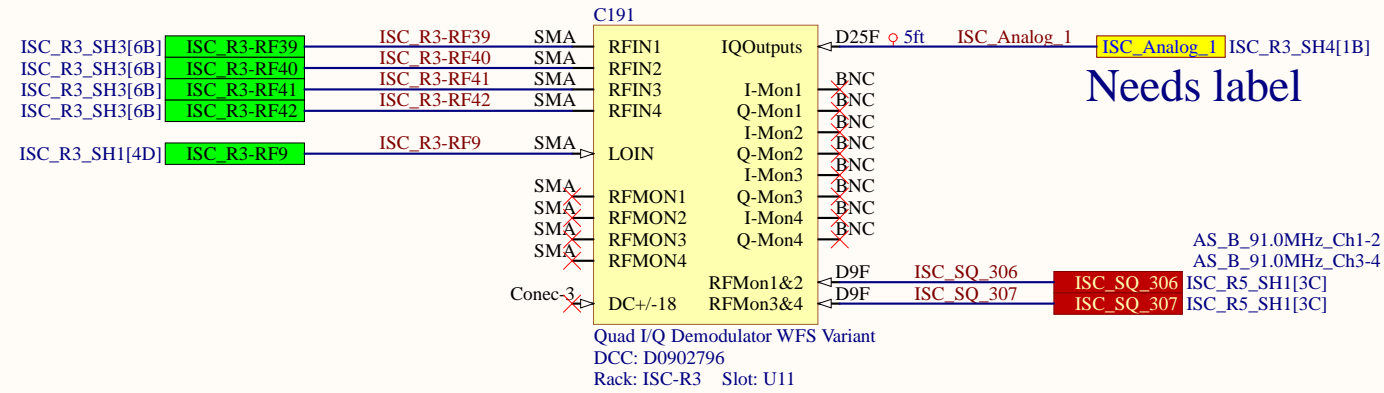 C191
ISC_R3_SH3[6B] ISC_R3-RF39 ISC_R3-RF39 SMA RFIN1 IQOutputs D25F 5ft ISC_Analog_1 ISC_Analog_1 ISC_R3_SH4[1B]
ISC_R3_SH3[6B] ISC_R3-RF40 ISC_R3-RF40 SMA RFIN2
ISC_R3_SH3[6B] ISC_R3-RF41 ISC_R3-RF41 SMA RFIN3 I-Mon1 BNC
Needs label
ISC_R3_SH3[6B] ISC_R3-RF42 ISC_R3-RF42 SMA RFIN4 Q-Mon1 BNC
I-Mon2 BNC
ISC_R3_SH1[4D] ISC_R3-RF9 ISC_R3-RF9 SMA LOIN Q-Mon2 BNC
I-Mon3 BNC
SMA RFMON1 Q-Mon3 BNC
SMA RFMON2 I-Mon4 BNC
SMA RFMON3 Q-Mon4 BNC
AS_B_91.0MHz_Ch1-2
SMA RFMON4
AS_B_91.0MHz_Ch3-4
RFMon1&2 D9F ISC_SQ_306 ISC_SQ_306 ISC_R5_SH1[3C]
Conec-3 DC+/-18 RFMon3&4 D9F ISC_SQ_307 ISC_SQ_307 ISC_R5_SH1[3C]
Quad I/Q Demodulator WFS Variant
DCC: D0902796
Rack: ISC-R3 Slot: U11